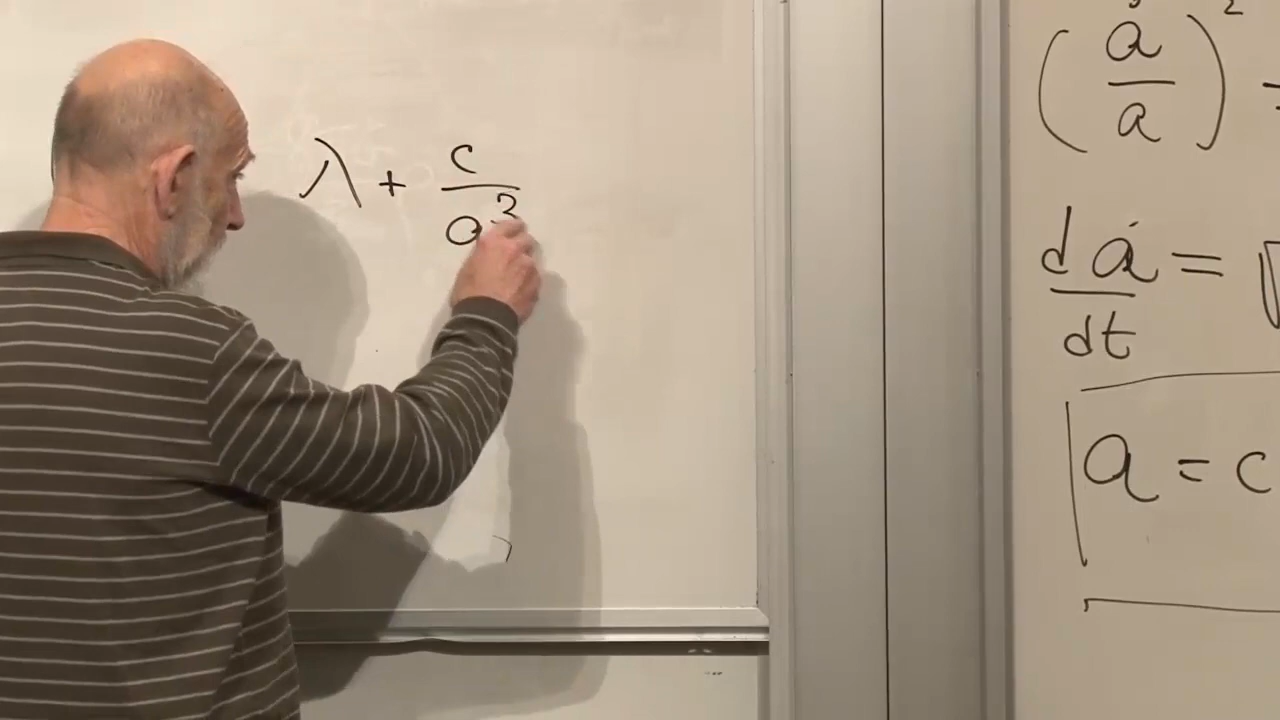 λ + c/a³
(ȧ/a)²
dȧ/dt =
a = c